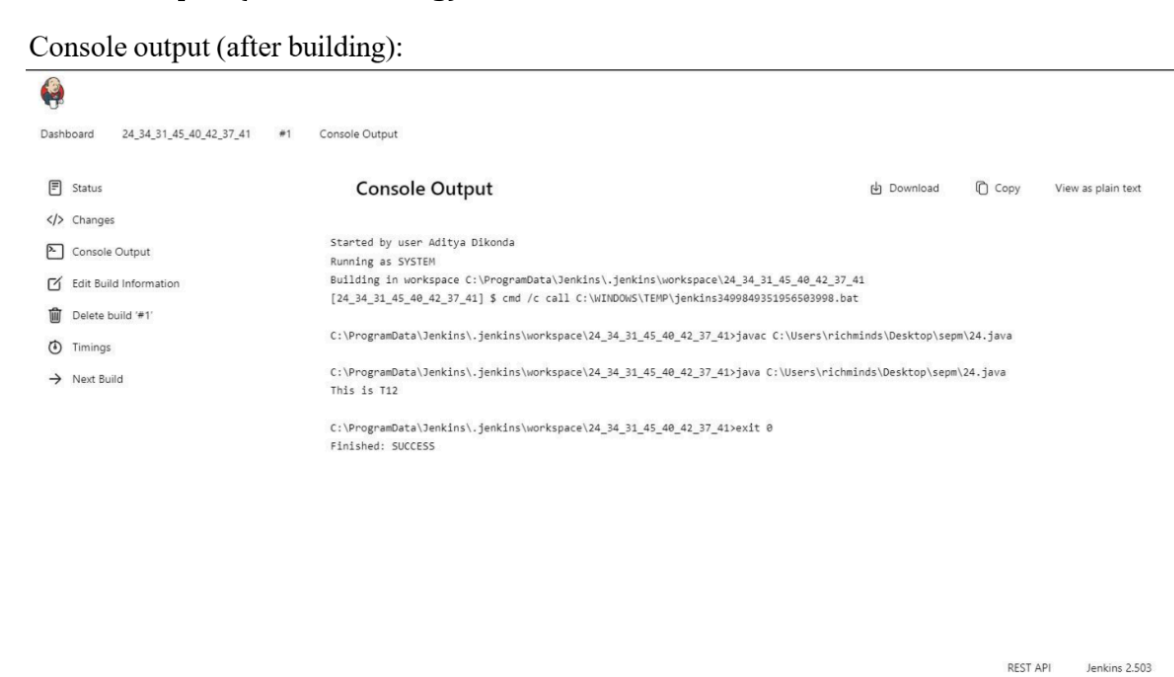 Console output (after building):
Dashboard 24_34_31_45_40_42_37_41 #1 Console Output
Status
Changes
Console Output
Edit Build Information
Delete build '#1'
Timings
Next Build
Console Output
Download Copy View as plain text
Started by user Aditya Dikonda
Running as SYSTEM
Building in workspace C:\ProgramData\Jenkins\.jenkins\workspace\24_34_31_45_40_42_37_41
[24_34_31_45_40_42_37_41] $ cmd /c call C:\WINDOWS\TEMP\jenkins3499849351956503998.bat
C:\ProgramData\Jenkins\.jenkins\workspace\24_34_31_45_40_42_37_41>javac C:\Users\richminds\Desktop\sepm\24.java
C:\ProgramData\Jenkins\.jenkins\workspace\24_34_31_45_40_42_37_41>java C:\Users\richminds\Desktop\sepm\24.java
This is T12
C:\ProgramData\Jenkins\.jenkins\workspace\24_34_31_45_40_42_37_41>exit 0
Finished: SUCCESS
REST API Jenkins 2.503